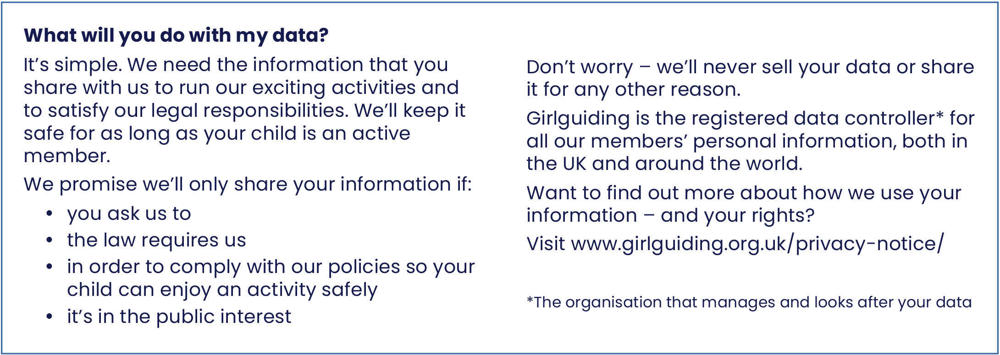 What will you do with my data?
It’s simple. We need the information that you
share with us to run our exciting activities and
to satisfy our legal responsibilities. We’ll keep it
safe for as long as your child is an active
member.
We promise we’ll only share your information if:
• you ask us to
• the law requires us
• in order to comply with our policies so your
child can enjoy an activity safely
• it’s in the public interest
Don’t worry – we’ll never sell your data or share
it for any other reason.
Girlguiding is the registered data controller* for
all our members’ personal information, both in
the UK and around the world.
Want to find out more about how we use your
information – and your rights?
Visit www.girlguiding.org.uk/privacy-notice/
*The organisation that manages and looks after your data